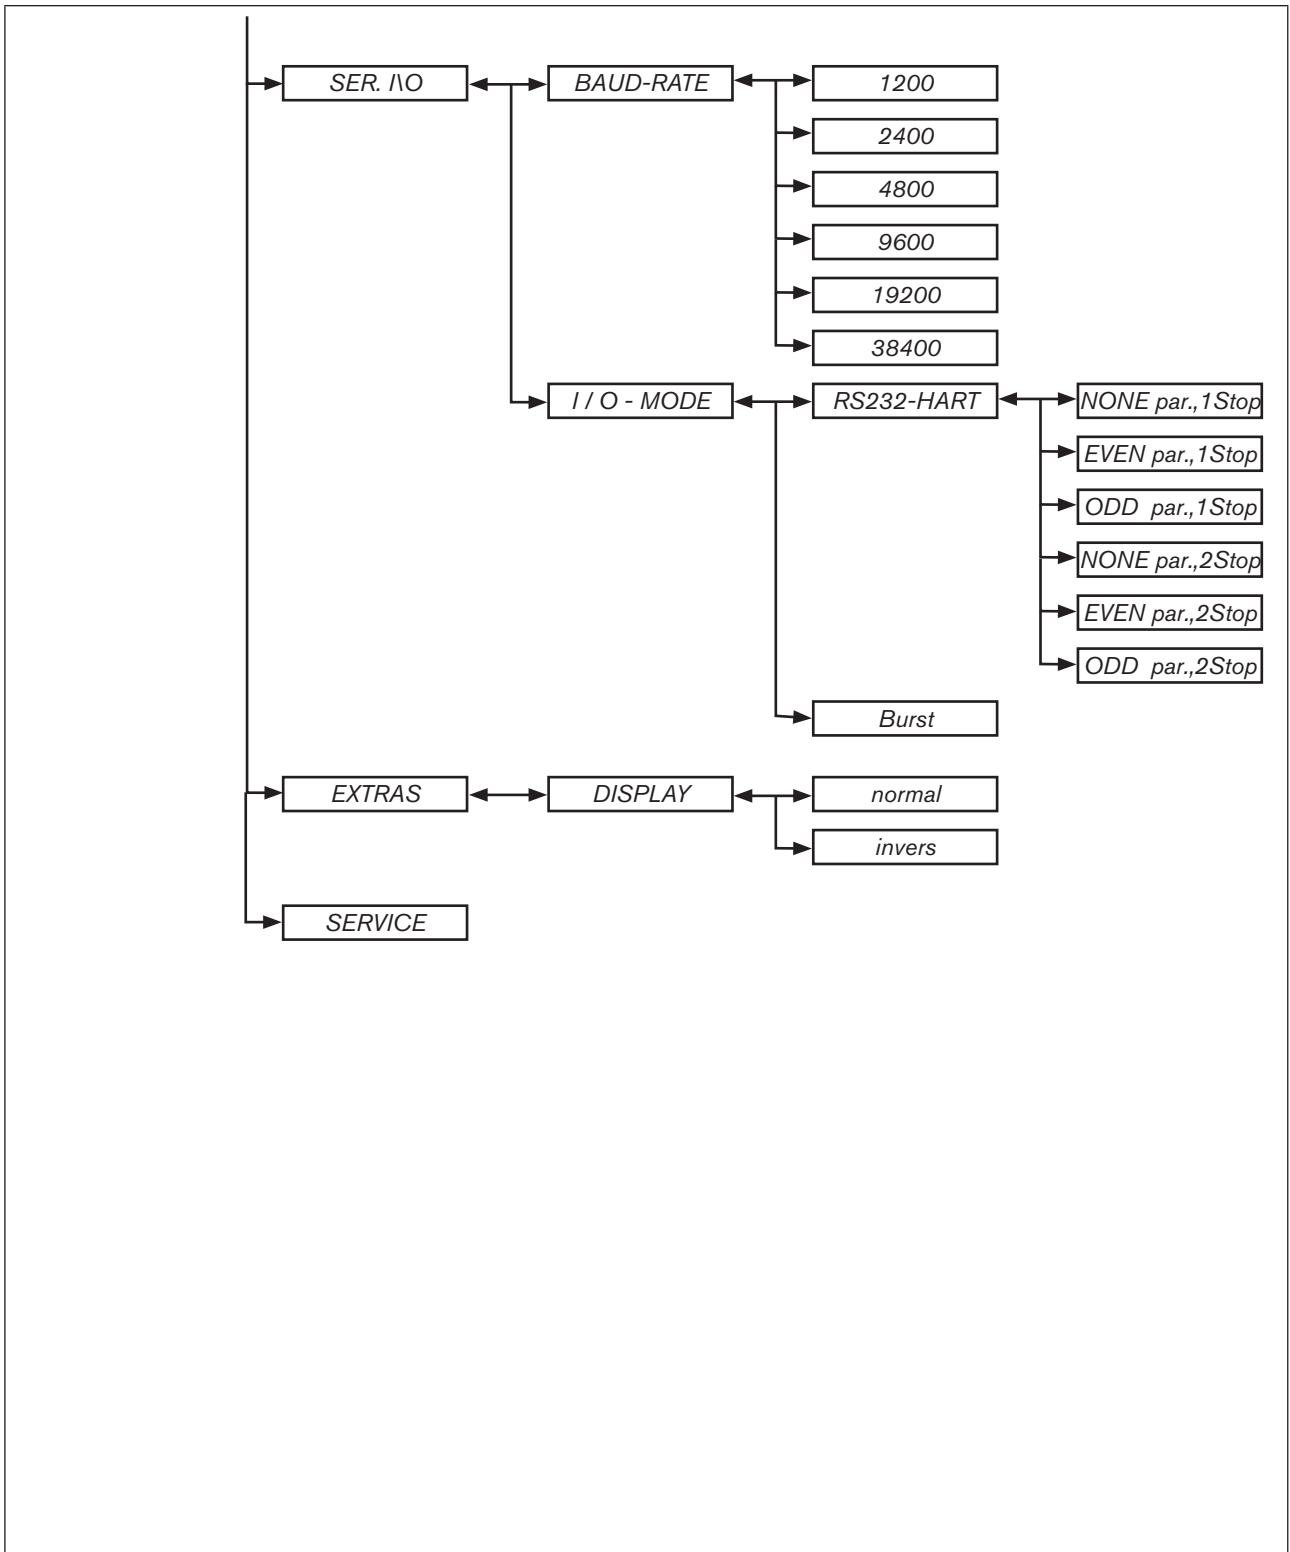 SER. I\O
BAUD-RATE
1200
2400
4800
9600
19200
38400
I / O - MODE
RS232-HART
NONE par.,1Stop
EVEN par.,1Stop
ODD par.,1Stop
NONE par.,2Stop
EVEN par.,2Stop
ODD par.,2Stop
Burst
EXTRAS
DISPLAY
normal
invers
SERVICE